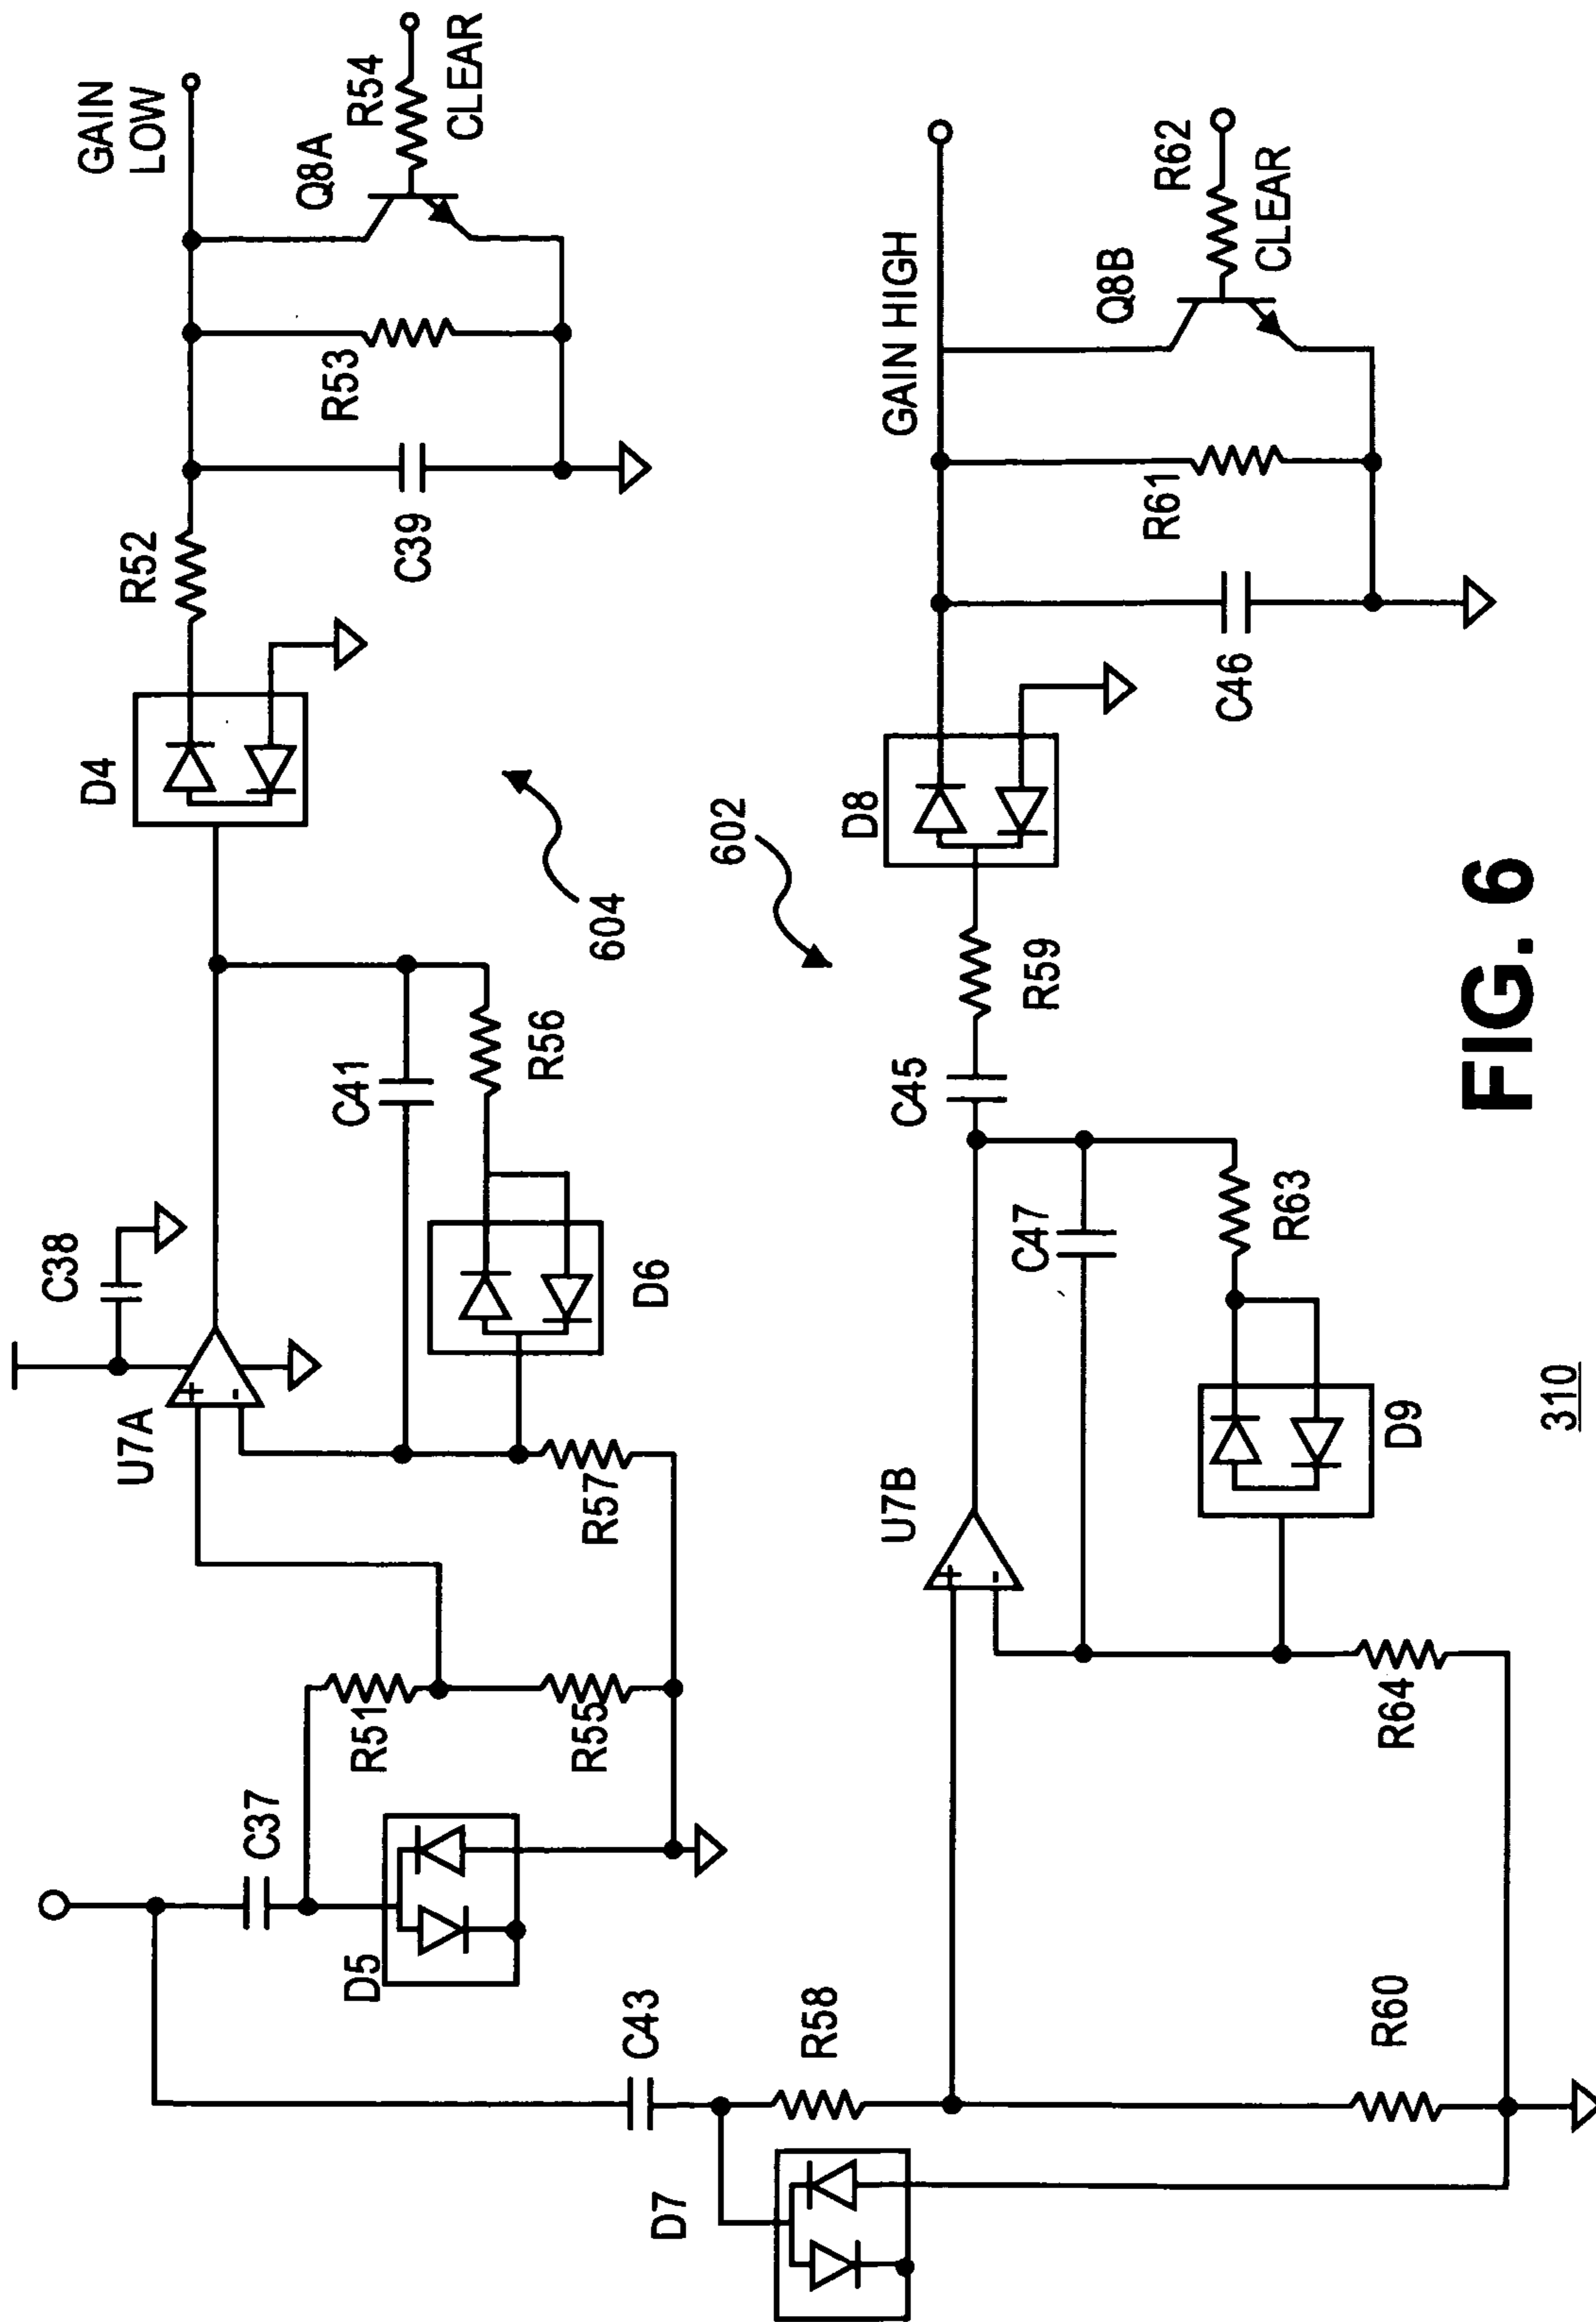 GAIN
LOW
R54
CLEAR
Q8A
R53
C39
R52
D4
604
C38
U7A
C41
R56
D6
R57
R51
R55
C37
D5
GAIN HIGH
R62
CLEAR
Q8B
R61
C46
D8
602
R59
C45
C47
R63
D9
U7B
R64
C43
R58
R60
D7
+
-
+
-
310
FIG. 6